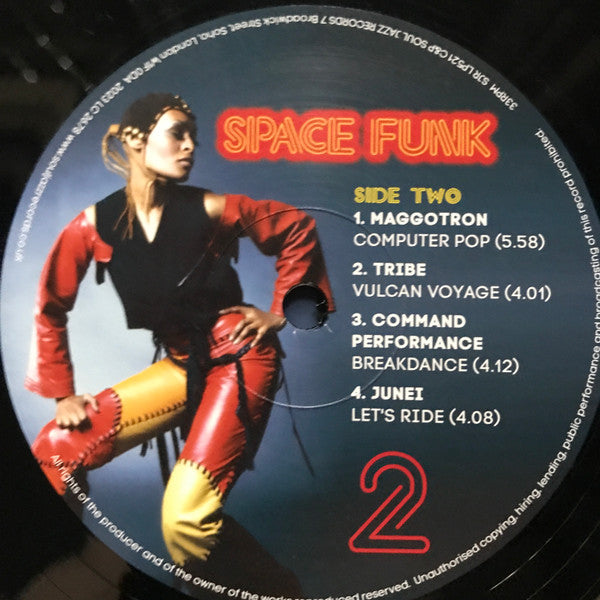 SPACE FUNK
SIDE TWO
1. MAGGOTRON
COMPUTER POP (5.58)
2. TRIBE
VULCAN VOYAGE (4.01)
3. COMMAND
PERFORMANCE
BREAKDANCE (4.12)
4. JUNEI
LET'S RIDE (4.08)
2
33RPM SJR LP521 C&P SOUL JAZZ RECORDS 7 Broadwick Street, Soho, London W1F 0DA 2023 LC 2678 www.souljazzrecords.co.uk
All rights of the producer and of the owner of the works reproduced reserved. Unauthorised copying, hiring, lending, public performance and broadcasting of this record prohibited.